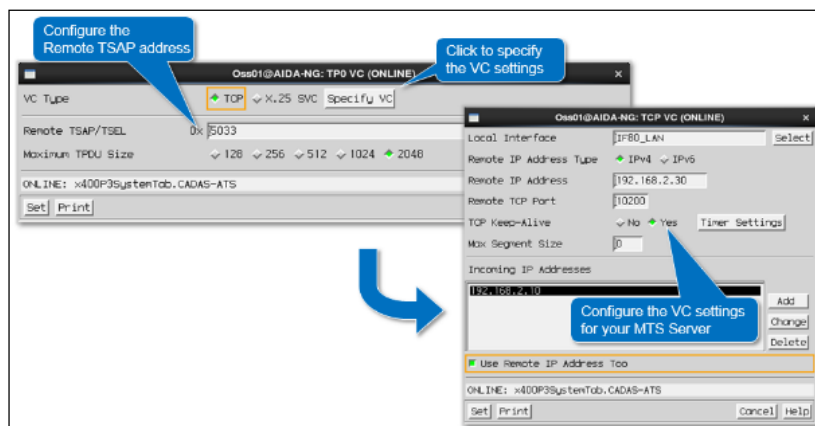 Configure the
Remote TSAP address
Click to specify
the VC settings
Oss01@AIDA-NG: TP0 VC (ONLINE)
VC Type TCP X.25 SVC Specify VC
Remote TSAP/TSEL 0x 5033
Maximum TPDU Size 128 256 512 1024 2048
ONLINE: x400P3SystemTab.CADAS-ATS
Set Print
Oss01@AIDA-NG: TCP VC (ONLINE)
Local Interface IF80_LAN Select
Remote IP Address Type IPv4 IPv6
Remote IP Address 192.168.2.30
Remote TCP Port 10200
TCP Keep-Alive No Yes Timer Settings
Max Segment Size 0
Incoming IP Addresses
192.168.2.10
Add
Change
Delete
Configure the VC settings
for your MTS Server
Use Remote IP Address Too
ONLINE: x400P3SystemTab.CADAS-ATS
Set Print Cancel Help